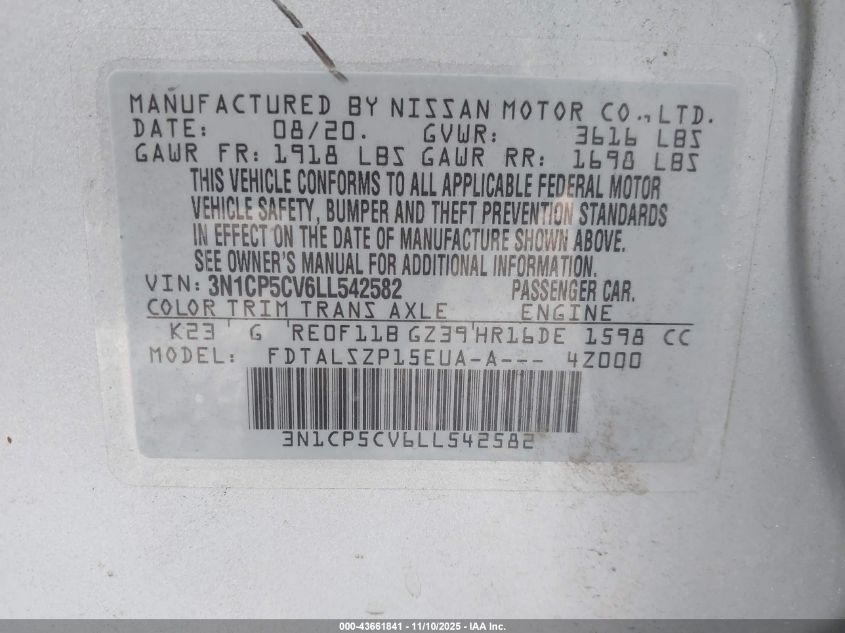 MANUFACTURED BY NISSAN MOTOR CO.,LTD.
DATE: 08/20. GVWR: 3616 LBS
GAWR FR: 1918 LBS GAWR RR: 1698 LBS
THIS VEHICLE CONFORMS TO ALL APPLICABLE FEDERAL MOTOR
VEHICLE SAFETY, BUMPER AND THEFT PREVENTION STANDARDS
IN EFFECT ON THE DATE OF MANUFACTURE SHOWN ABOVE.
SEE OWNER'S MANUAL FOR ADDITIONAL INFORMATION.
VIN: 3N1CP5CV6LL542582 PASSENGER CAR.
COLOR TRIM TRANS AXLE ENGINE
K23 G RE0F11B GZ39 HR16DE 1598 CC
MODEL: FDTALSZP15EUA-A--- 4Z000
3N1CP5CV6LL542582
000-43661841 - 11/10/2025 - IAA Inc.